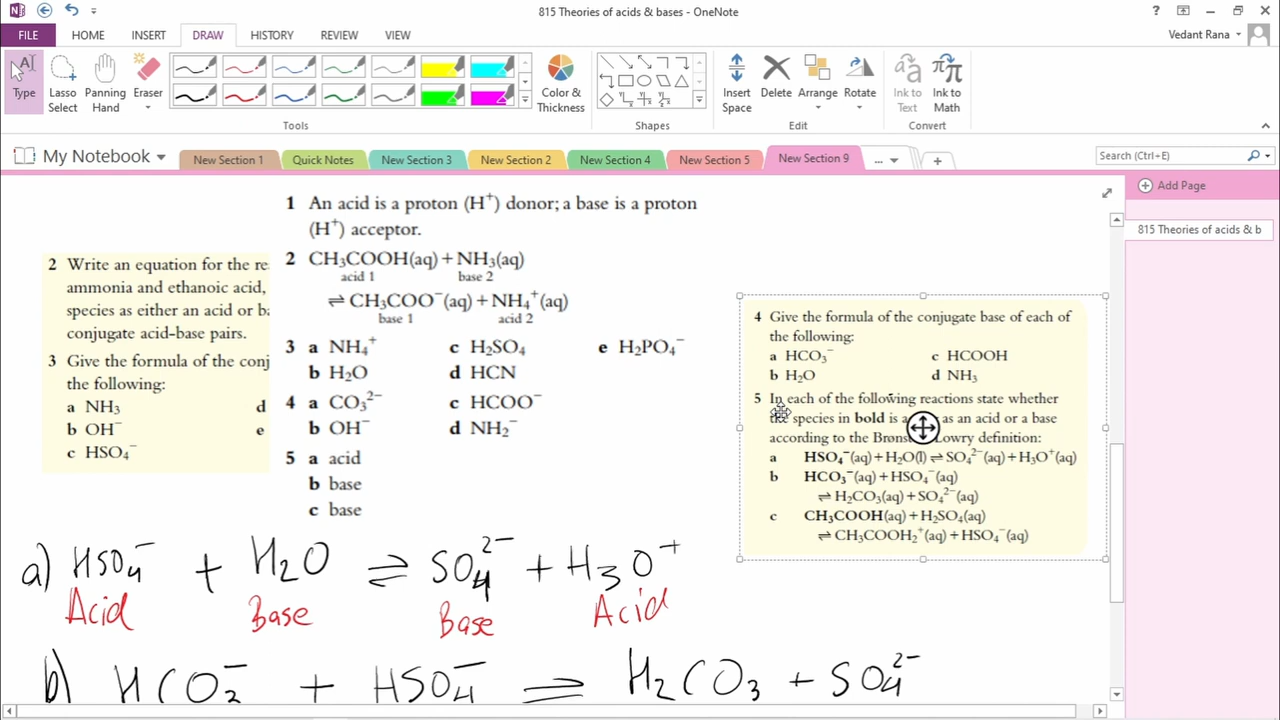 815 Theories of acids & bases - OneNote
FILE HOME INSERT DRAW HISTORY REVIEW VIEW
Vedant Rana
Type
Lasso Select
Panning Hand
Eraser
Color & Thickness
Insert Space
Delete
Arrange
Rotate
Ink to Text
Ink to Math
Tools
Shapes
Edit
Convert
My Notebook
New Section 1
Quick Notes
New Section 3
New Section 2
New Section 4
New Section 5
New Section 9
...
Search (Ctrl+E)
Add Page
815 Theories of acids & b
2 Write an equation for the re
ammonia and ethanoic acid,
species as either an acid or ba
conjugate acid-base pairs.
3 Give the formula of the conj
the following:
a NH₃ d
b OH⁻ e
c HSO₄⁻
1 An acid is a proton (H⁺) donor; a base is a proton
(H⁺) acceptor.
2 CH₃COOH(aq) + NH₃(aq)
acid 1 base 2
⇌ CH₃COO⁻(aq) + NH₄⁺(aq)
base 1 acid 2
3 a NH₄⁺ c H₂SO₄ e H₂PO₄⁻
b H₂O d HCN
4 a CO₃²⁻ c HCOO⁻
b OH⁻ d NH₂⁻
5 a acid
b base
c base
4 Give the formula of the conjugate base of each of
the following:
a HCO₃⁻ c HCOOH
b H₂O d NH₃
5 In each of the following reactions state whether
the species in bold is a as an acid or a base
according to the Brøns Lowry definition:
a HSO₄⁻(aq) + H₂O(l) ⇌ SO₄²⁻(aq) + H₃O⁺(aq)
b HCO₃⁻(aq) + HSO₄⁻(aq)
⇌ H₂CO₃(aq) + SO₄²⁻(aq)
c CH₃COOH(aq) + H₂SO₄(aq)
⇌ CH₃COOH₂⁺(aq) + HSO₄⁻(aq)
a) HSO₄⁻ + H₂O ⇌ SO₄²⁻ + H₃O⁺
Acid Base Base Acid
b) HCO₃⁻ + HSO₄⁻ ⇌ H₂CO₃ + SO₄²⁻